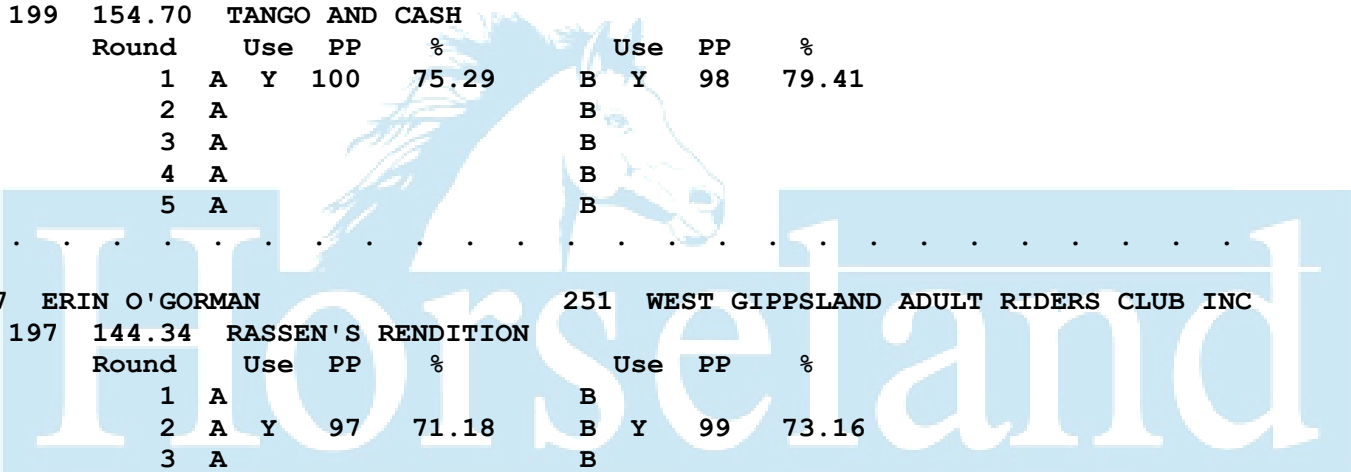 199 154.70 TANGO AND CASH
Round Use PP % Use PP %
1 A Y 100 75.29 B Y 98 79.41
2 A B
3 A B
4 A B
5 A B
. . . . . . . . . . . . . . . . . . . . . . . . .
7 ERIN O'GORMAN 251 WEST GIPPSLAND ADULT RIDERS CLUB INC
197 144.34 RASSEN'S RENDITION
Round Use PP % Use PP %
1 A B
2 A Y 97 71.18 B Y 99 73.16
3 A B
Horseland